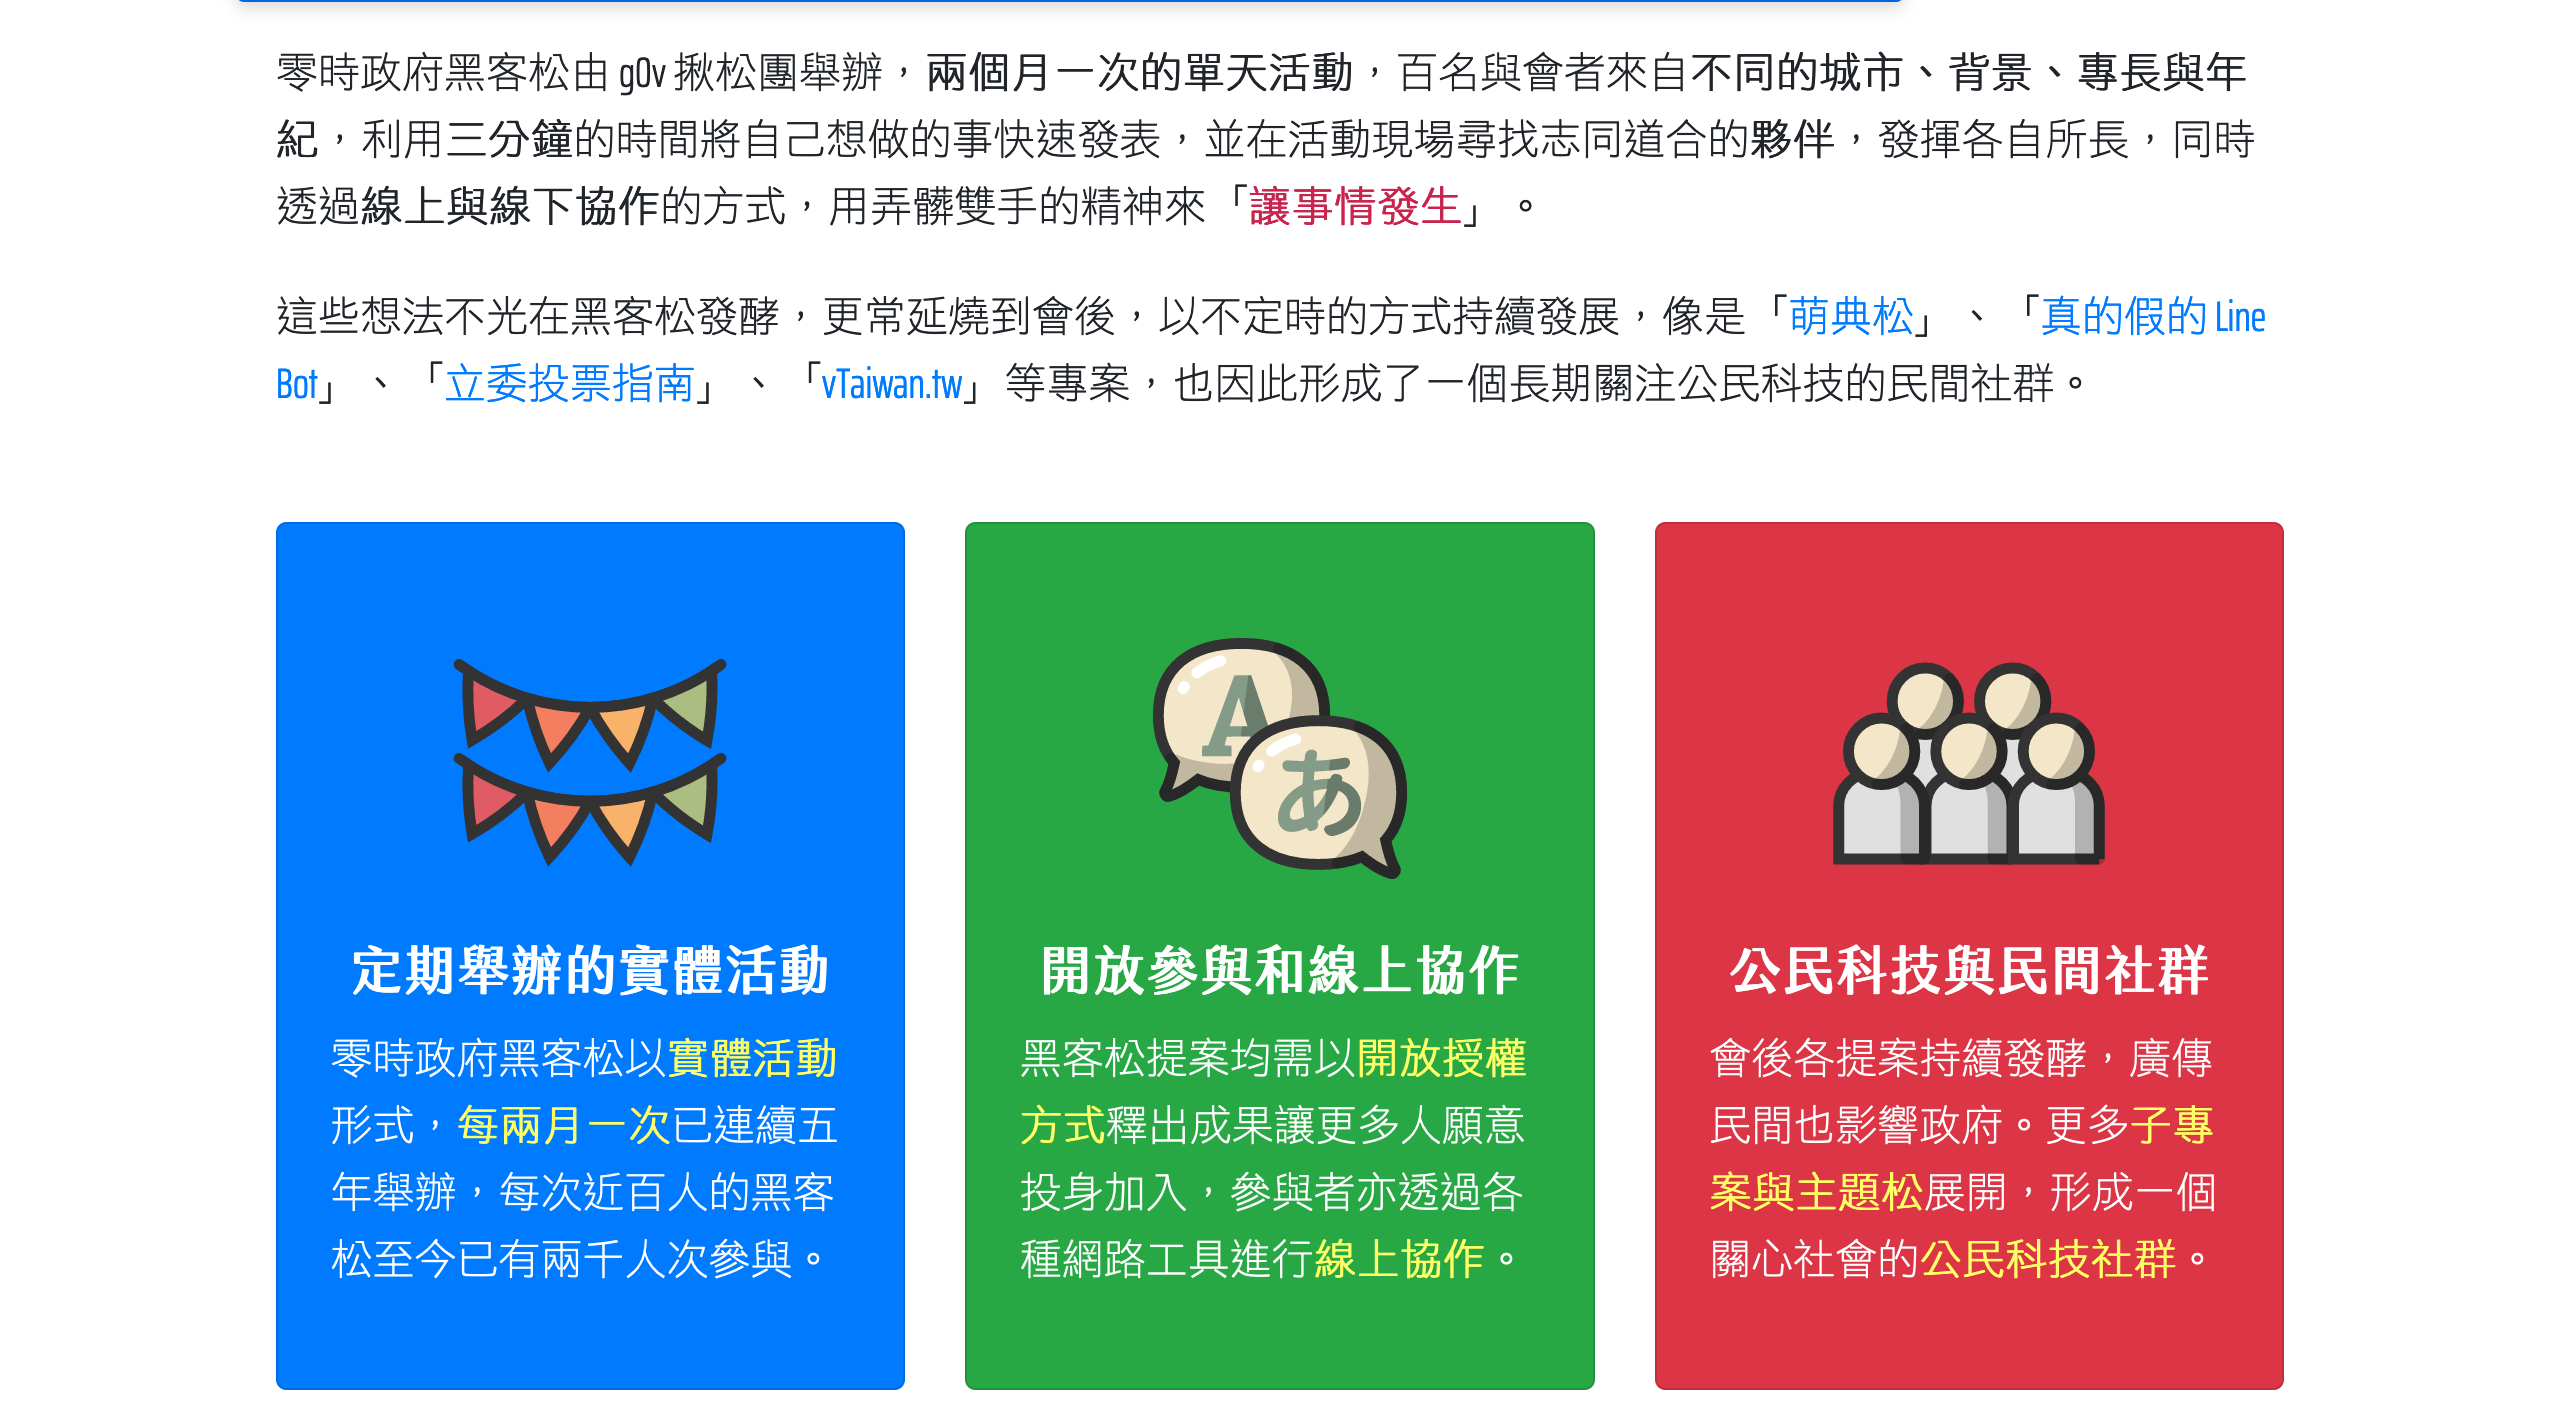 零時政府黑客松由 g0v 揪松團舉辦，兩個月一次的單天活動，百名與會者來自不同的城市、背景、專長與年
紀，利用三分鐘的時間將自己想做的事快速發表，並在活動現場尋找志同道合的夥伴，發揮各自所長，同時
透過線上與線下協作的方式，用弄髒雙手的精神來「讓事情發生」。
這些想法不光在黑客松發酵，更常延燒到會後，以不定時的方式持續發展，像是「萌典松」、「真的假的 Line
Bot」、「立委投票指南」、「vTaiwan.tw」等專案，也因此形成了一個長期關注公民科技的民間社群。
定期舉辦的實體活動
零時政府黑客松以實體活動
形式，每兩月一次已連續五
年舉辦，每次近百人的黑客
松至今已有兩千人次參與。
A
あ
開放參與和線上協作
黑客松提案均需以開放授權
方式釋出成果讓更多人願意
投身加入，參與者亦透過各
種網路工具進行線上協作。
公民科技與民間社群
會後各提案持續發酵，廣傳
民間也影響政府。更多子專
案與主題松展開，形成一個
關心社會的公民科技社群。